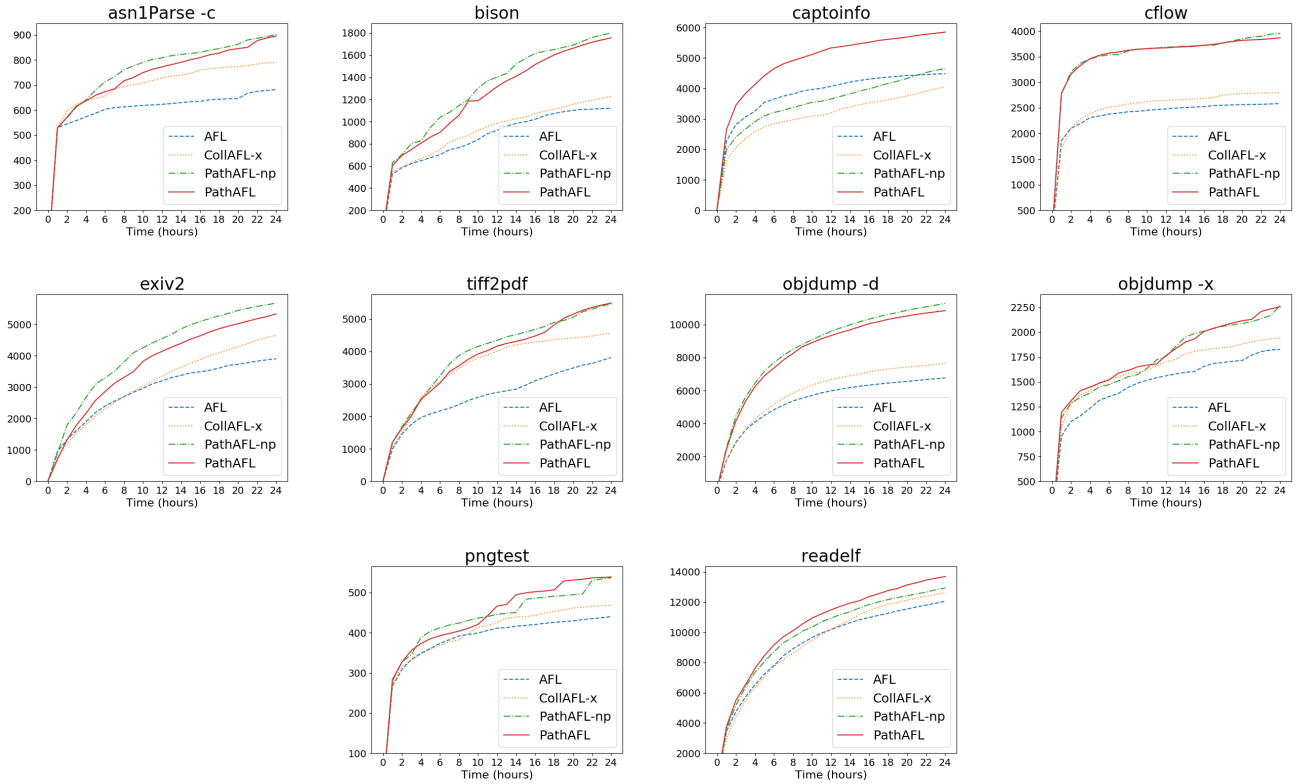 asn1Parse -c
900
800
700
600
500
400
300
200
0 2 4 6 8 10 12 14 16 18 20 22 24
Time (hours)
AFL
CollAFL-x
PathAFL-np
PathAFL
bison
1800
1600
1400
1200
1000
800
600
400
200
0 2 4 6 8 10 12 14 16 18 20 22 24
Time (hours)
AFL
CollAFL-x
PathAFL-np
PathAFL
captoinfo
6000
5000
4000
3000
2000
1000
0
0 2 4 6 8 10 12 14 16 18 20 22 24
Time (hours)
AFL
CollAFL-x
PathAFL-np
PathAFL
cflow
4000
3500
3000
2500
2000
1500
1000
500
0 2 4 6 8 10 12 14 16 18 20 22 24
Time (hours)
AFL
CollAFL-x
PathAFL-np
PathAFL
exiv2
5000
4000
3000
2000
1000
0
0 2 4 6 8 10 12 14 16 18 20 22 24
Time (hours)
AFL
CollAFL-x
PathAFL-np
PathAFL
tiff2pdf
5000
4000
3000
2000
1000
0
0 2 4 6 8 10 12 14 16 18 20 22 24
Time (hours)
AFL
CollAFL-x
PathAFL-np
PathAFL
objdump -d
10000
8000
6000
4000
2000
0 2 4 6 8 10 12 14 16 18 20 22 24
Time (hours)
AFL
CollAFL-x
PathAFL-np
PathAFL
objdump -x
2250
2000
1750
1500
1250
1000
750
500
0 2 4 6 8 10 12 14 16 18 20 22 24
Time (hours)
AFL
CollAFL-x
PathAFL-np
PathAFL
pngtest
500
400
300
200
100
0 2 4 6 8 10 12 14 16 18 20 22 24
Time (hours)
AFL
CollAFL-x
PathAFL-np
PathAFL
readelf
14000
12000
10000
8000
6000
4000
2000
0 2 4 6 8 10 12 14 16 18 20 22 24
Time (hours)
AFL
CollAFL-x
PathAFL-np
PathAFL